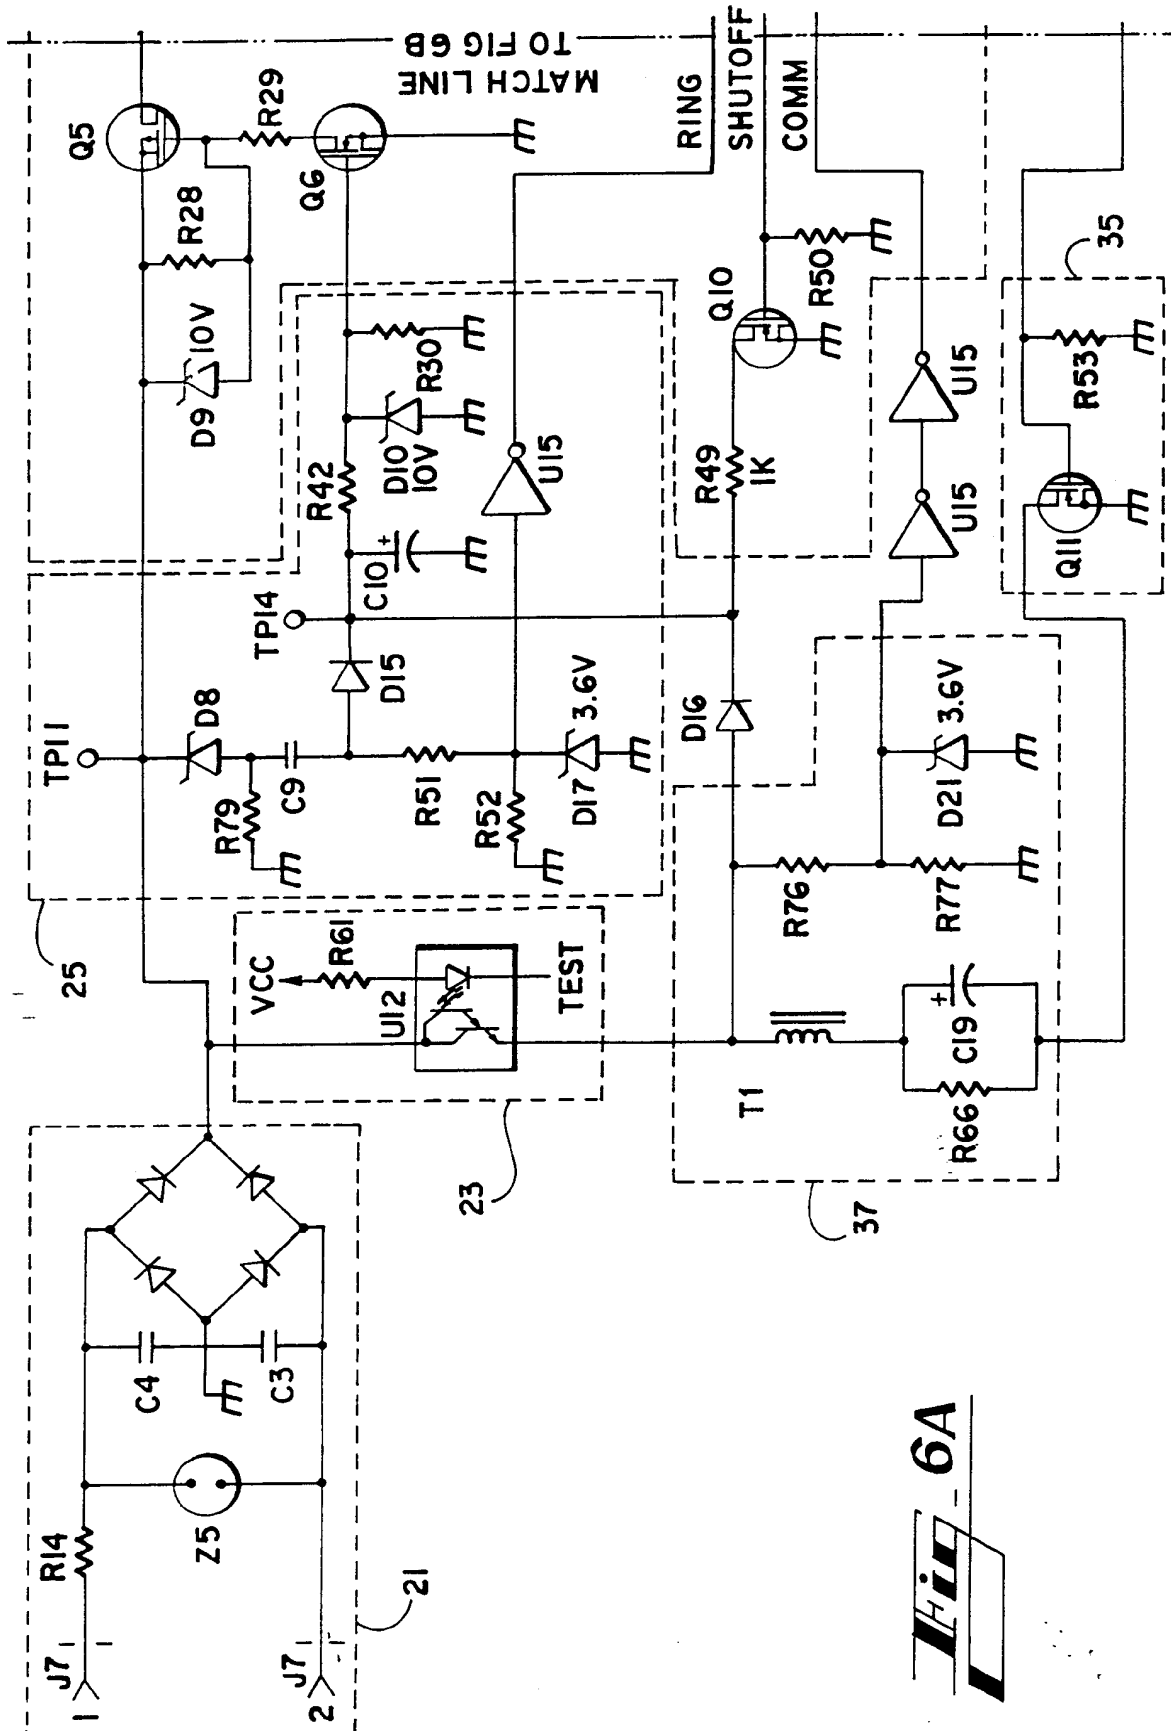 J7
1
R14
J7
2
Z5
C4
C3
21
25
TP11
D8
R79
C9
D9
10V
R28
Q5
R29
Q6
TP14
D15
C10
+
R42
D10
10V
R30
R51
R52
D17
3.6V
U15
MATCH LINE
TO FIG 6B
RING
SHUTOFF
COMM
VCC
R61
U12
TEST
23
D16
R49
1K
Q10
R50
U15
U15
T1
R76
R77
D21
3.6V
R66
C19
+
37
Q11
R53
35
Fig 6A